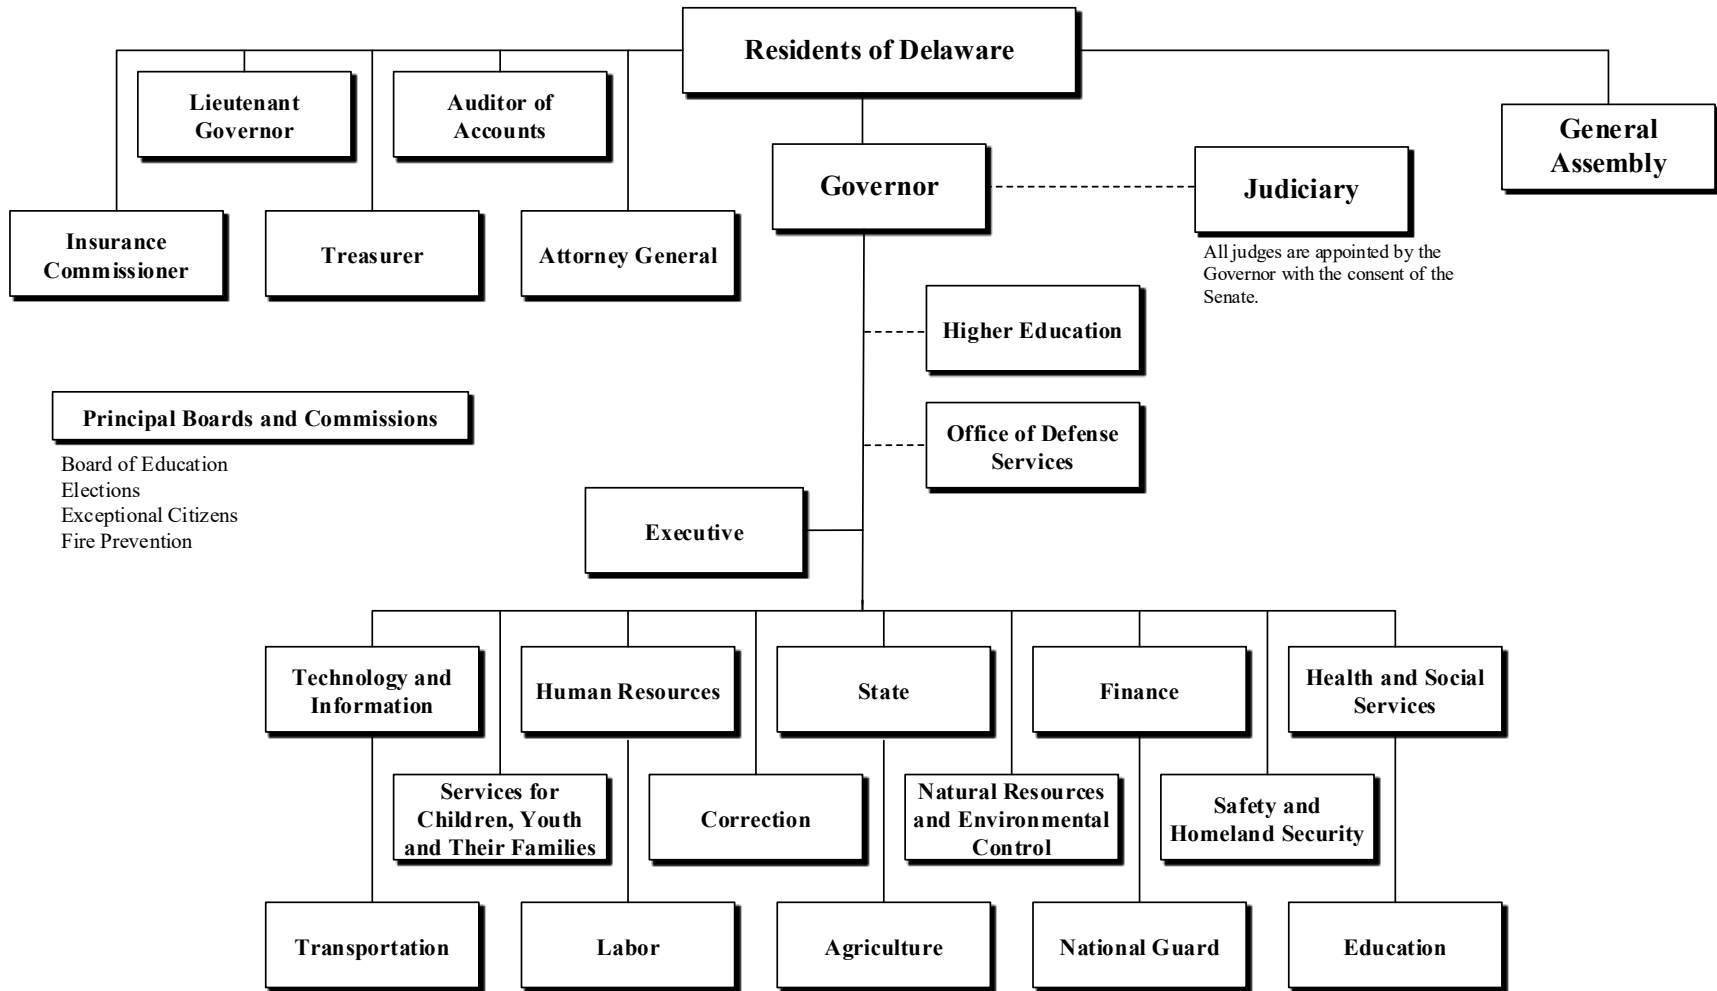 Residents of Delaware
Lieutenant
Governor
Auditor of
Accounts
General
Assembly
Governor
Judiciary
Insurance
Commissioner
Treasurer
Attorney General
All judges are appointed by the
Governor with the consent of the
Senate.
Higher Education
Principal Boards and Commissions
Board of Education
Elections
Exceptional Citizens
Fire Prevention
Office of Defense
Services
Executive
Technology and
Information
Human Resources
State
Finance
Health and Social
Services
Services for
Children, Youth
and Their Families
Correction
Natural Resources
and Environmental
Control
Safety and
Homeland Security
Transportation
Labor
Agriculture
National Guard
Education